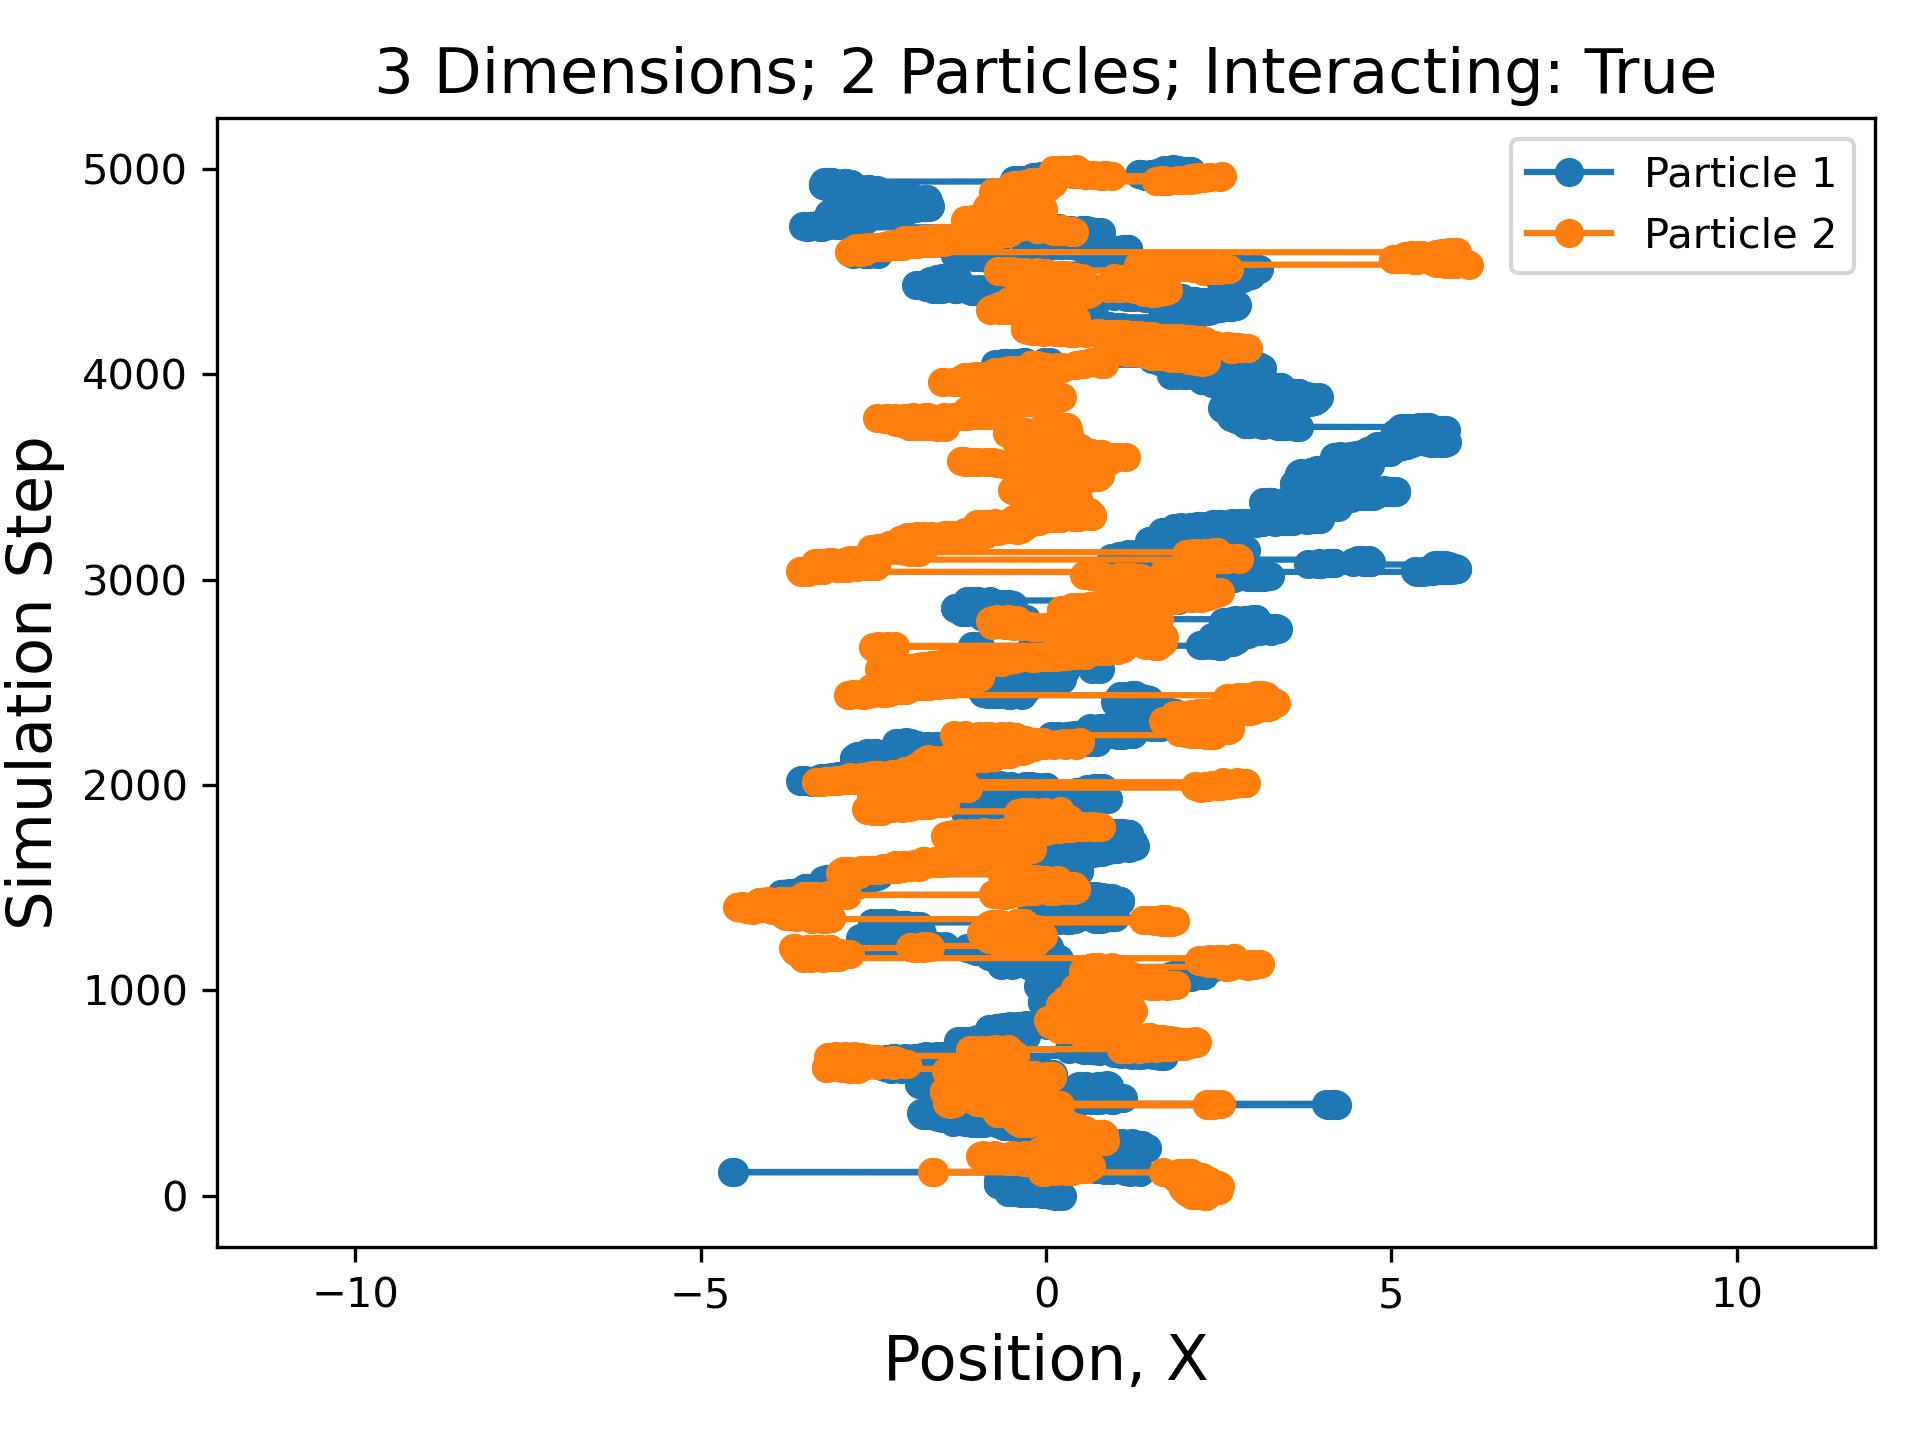 3 Dimensions; 2 Particles; Interacting: True
Particle 1
Particle 2
5000
4000
3000
2000
1000
0
Simulation Step
−10
−5
0
5
10
Position, X